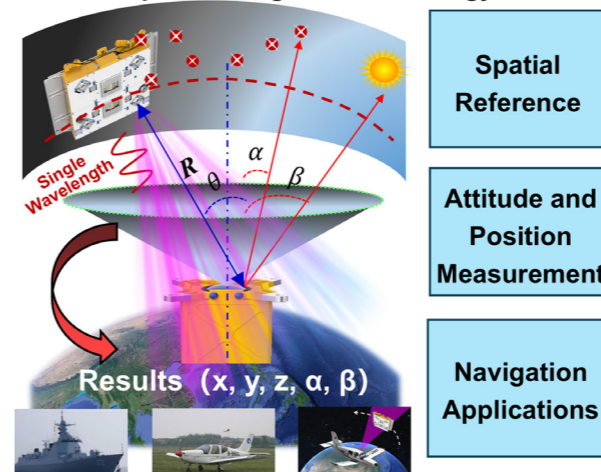 Spatial
Reference
Single
Wavelength
R
θ
α
β
Attitude and
Position
Measurement
Results (x, y, z, α, β)
Navigation
Applications